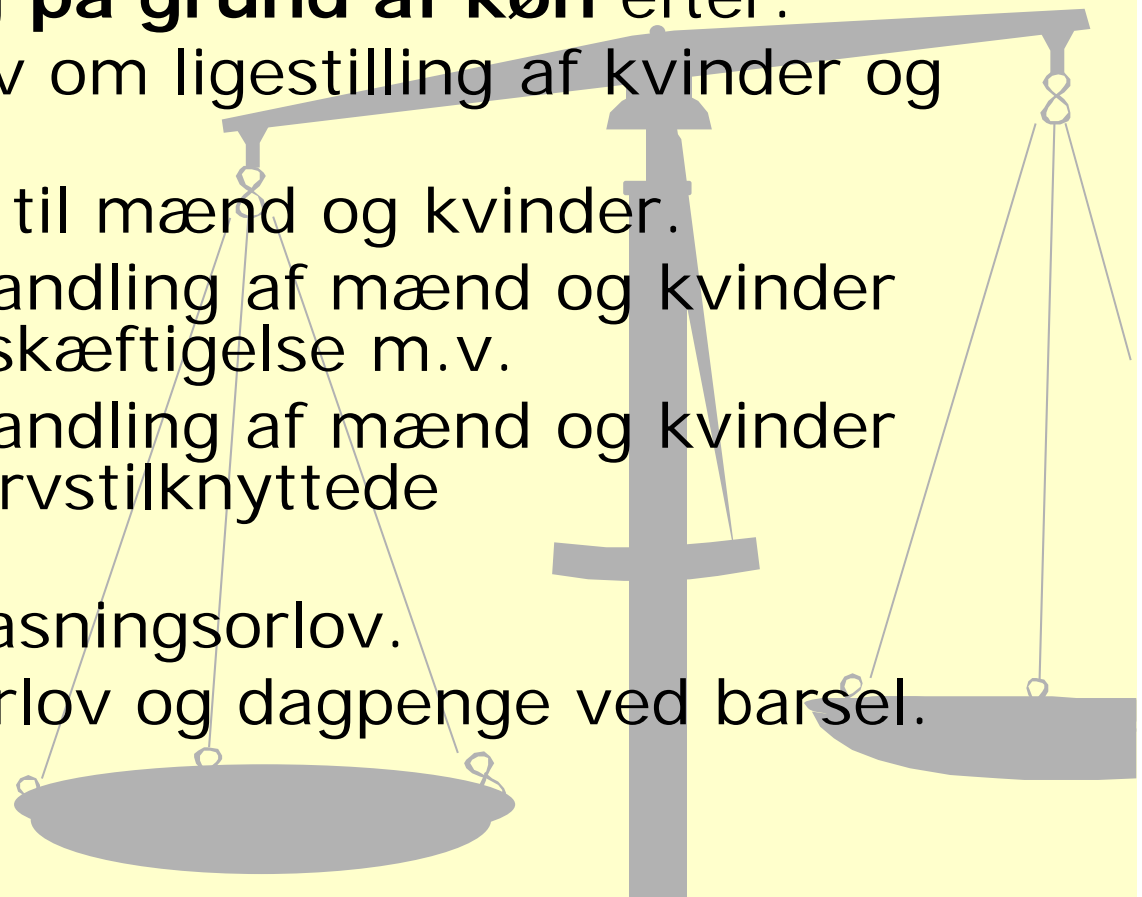 på grund af køn efter:
v om ligestilling af kvinder og
til mænd og kvinder.
andling af mænd og kvinder
skæftigelse m.v.
andling af mænd og kvinder
rvstilknyttede
asningsorlov.
rlov og dagpenge ved barsel.